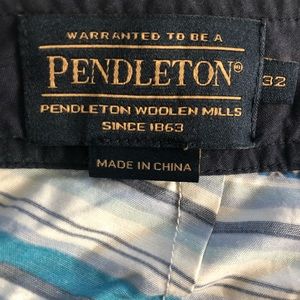 WARRANTED TO BE A
PENDLETON®
32
PENDLETON WOOLEN MILLS
SINCE 1863
MADE IN CHINA